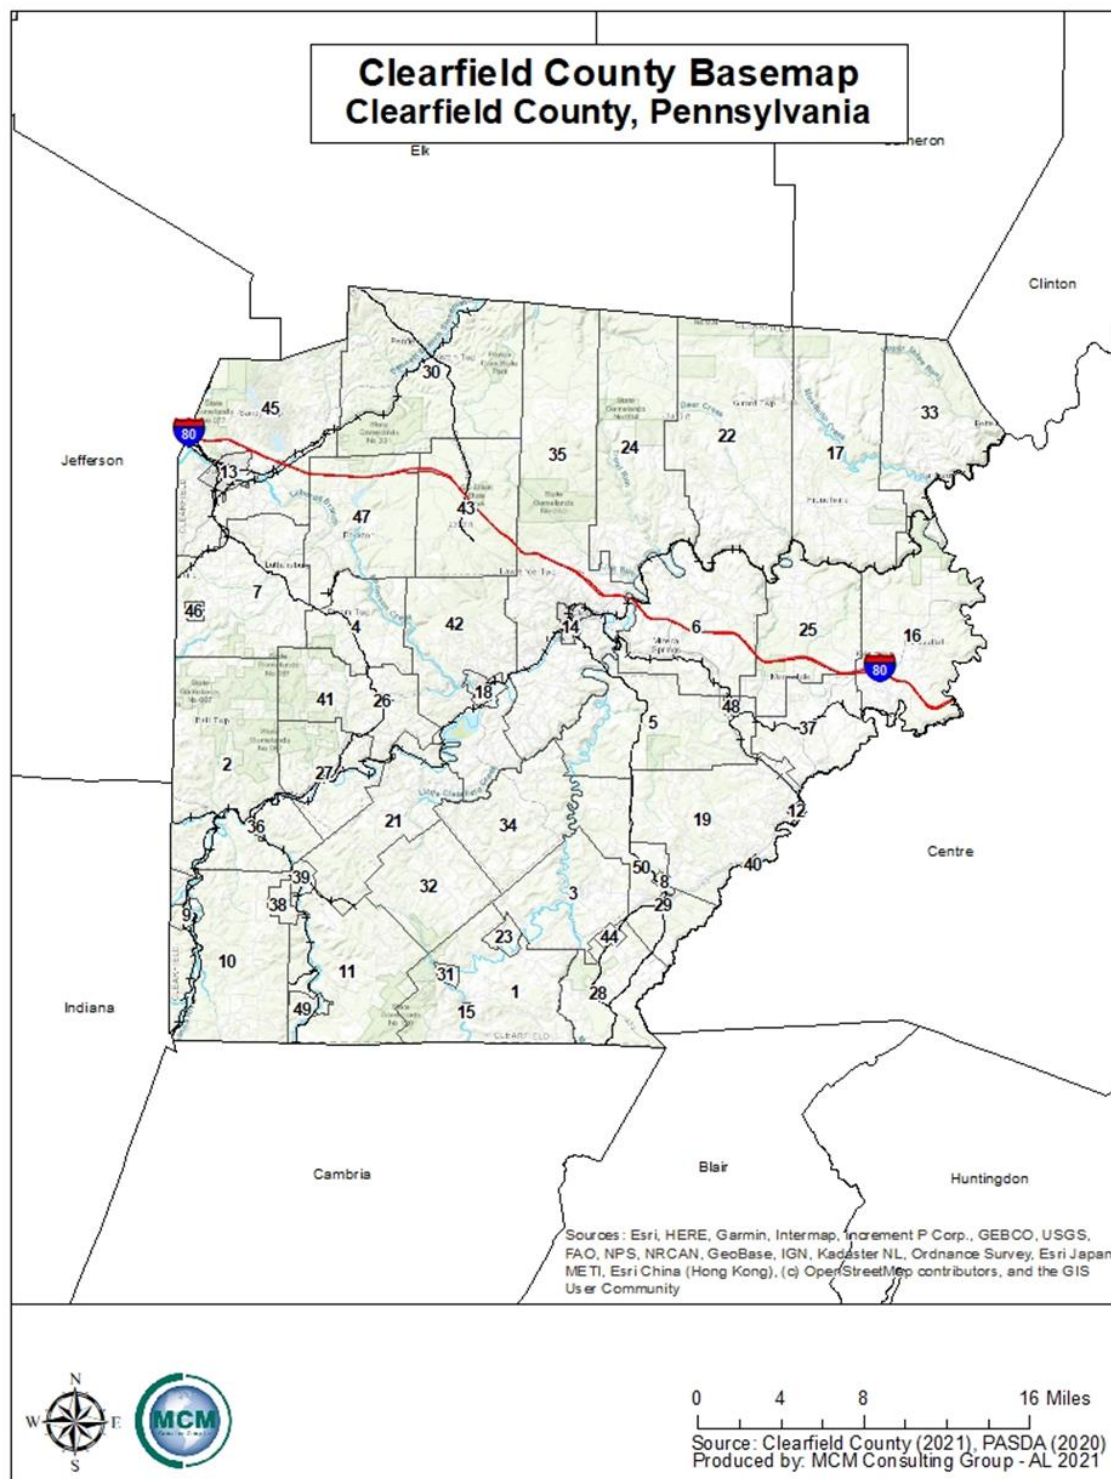 Clearfield County Basemap
Clearfield County, Pennsylvania
Elk
Clinton
33
30
45
80
22
24
35
17
Jefferson
13
43
47
7
46
4
42
14
6
25
16
80
18
41
26
5
48
37
2
27
36
21
34
19
12
Centre
40
50
8
32
3
39
38
29
9
23
44
10
11
31
28
1
49
15
Indiana
CLEARFIELD
Cambria
Blair
Huntingdon
Sources: Esri, HERE, Garmin, Intermap, increment P Corp., GEBCO, USGS,
FAO, NPS, NRCAN, GeoBase, IGN, Kadaster NL, Ordnance Survey, Esri Japan
METI, Esri China (Hong Kong), (c) OpenStreetMap contributors, and the GIS
User Community
N
W E
S
MCM
0 4 8 16 Miles
Source: Clearfield County (2021), PASDA (2020)
Produced by: MCM Consulting Group - AL 2021